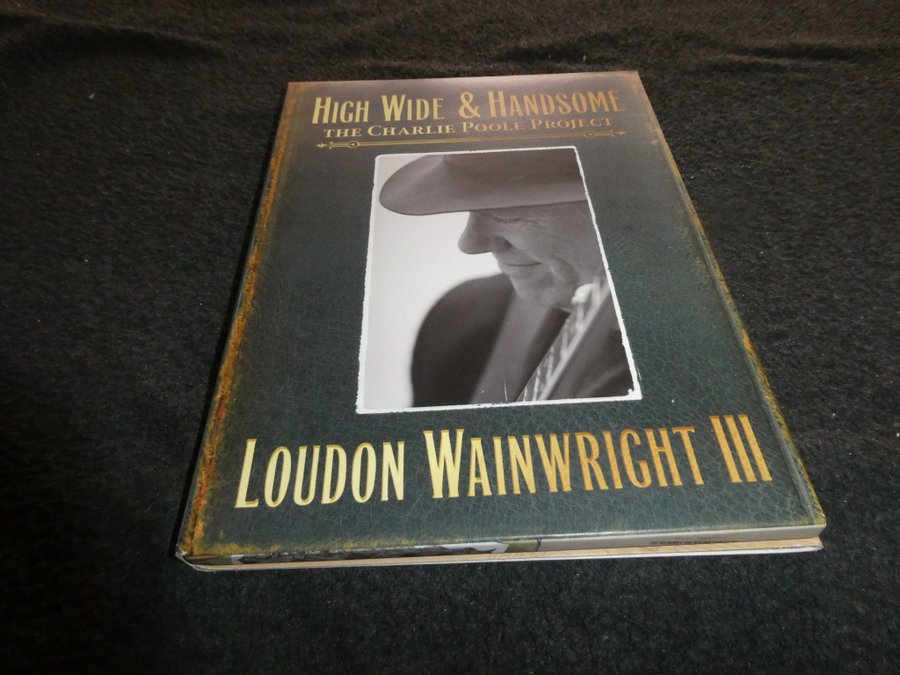 HIGH WIDE & HANDSOME
THE CHARLIE POOLE PROJECT
LOUDON WAINWRIGHT III